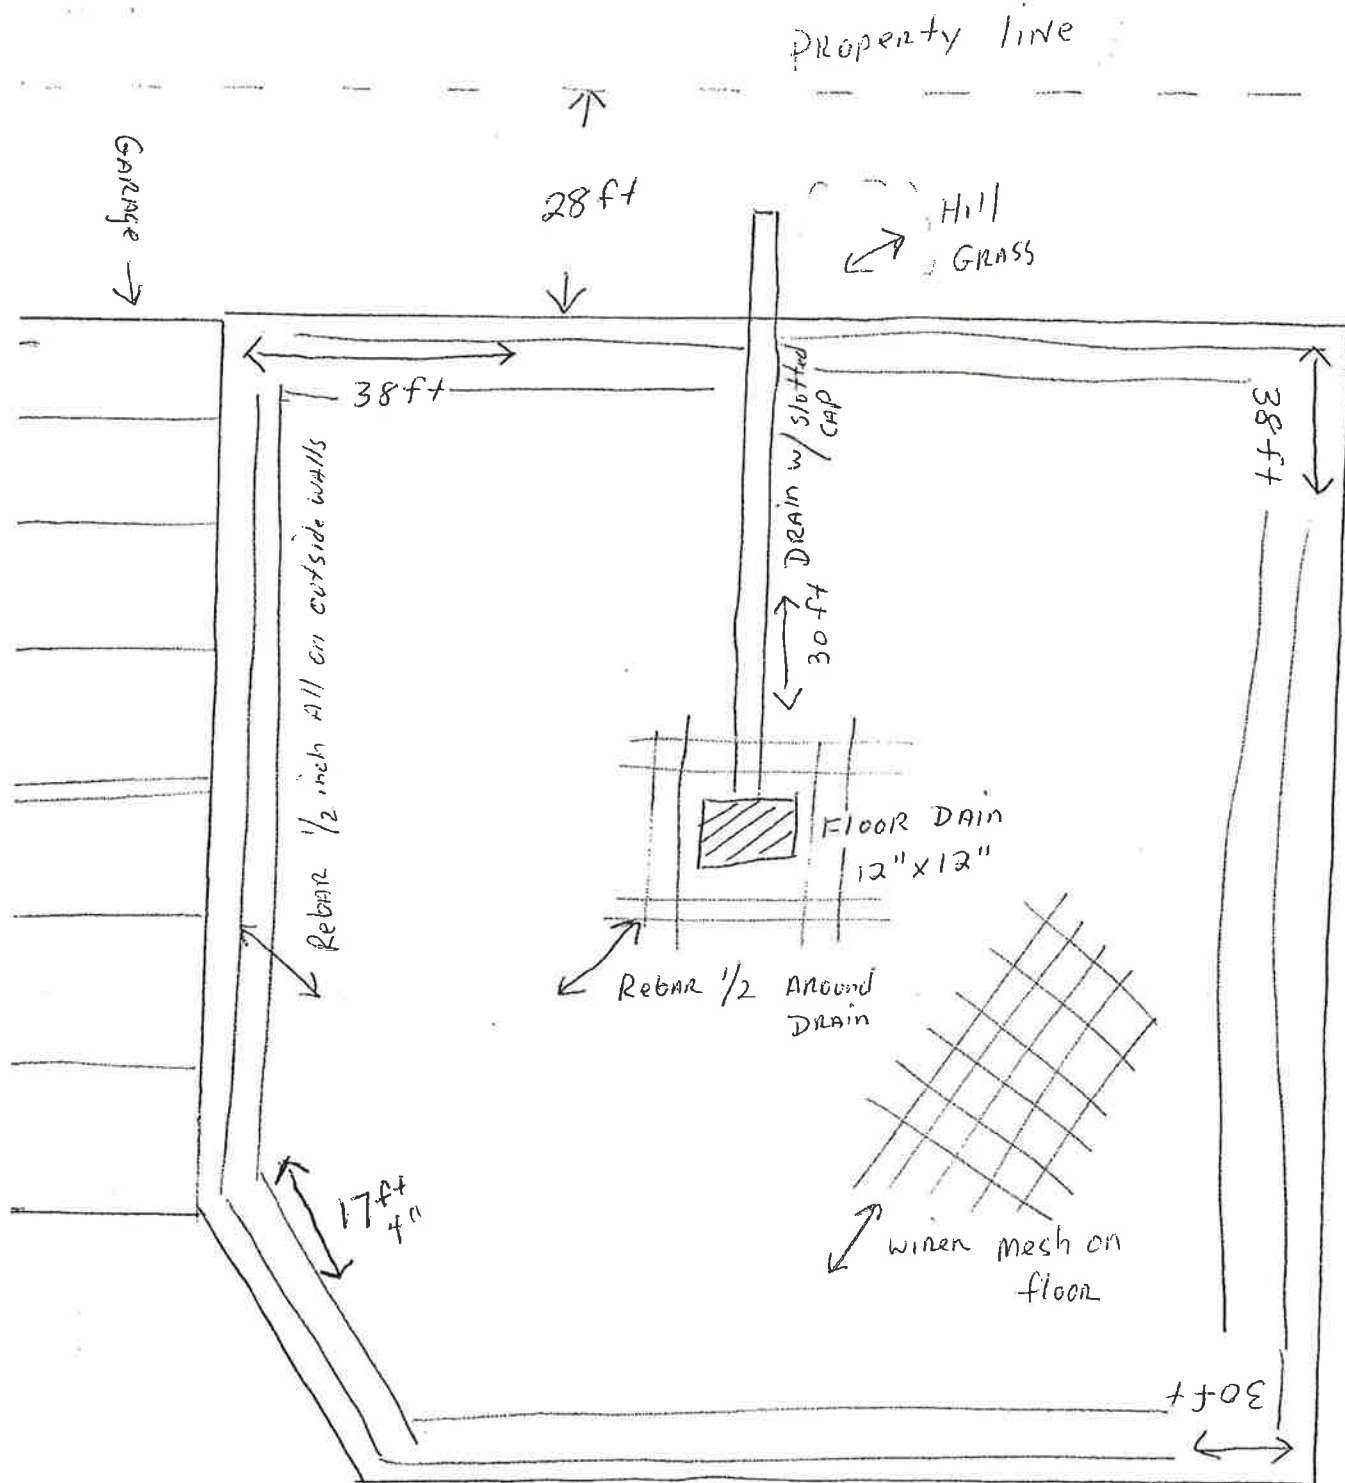 Property line
Garage
28 ft
Hill
Grass
38 ft
38 ft
30 ft Drain w/ slotted
cap
Rebar 1/2 inch All on outside walls
Floor Dain
12" x 12"
Rebar 1/2 Around
Drain
17 ft
4"
wirer mesh on
floor
30 ft